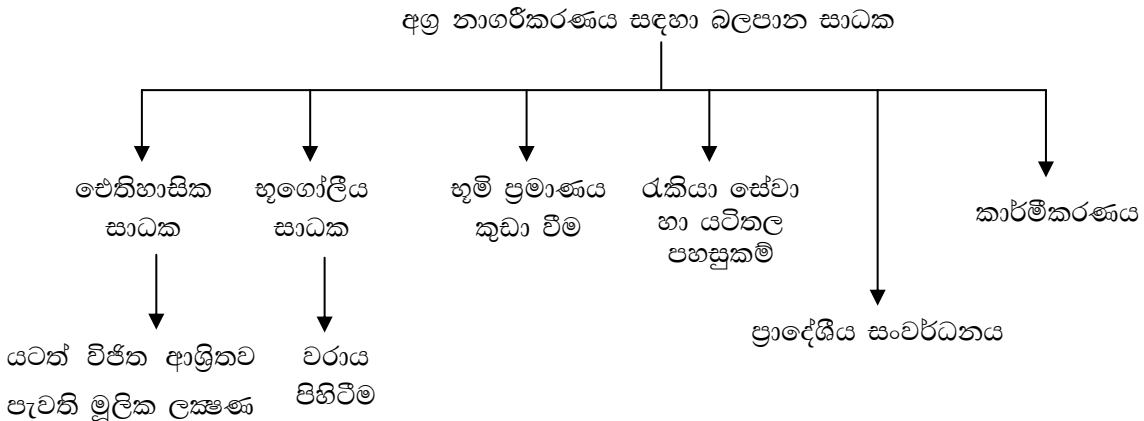 අග්‍ර නාගරීකරණය සඳහා බලපාන සාධක
ඓතිහාසික
සාධක
භූගෝලීය
සාධක
භූමි ප්‍රමාණය
කුඩා වීම
රැකියා සේවා
හා යටිතල
පහසුකම්
කාර්මීකරණය
ප්‍රාදේශීය සංවර්ධනය
යටත් විජිත ආශ්‍රිතව
පැවති මූලික ලක්‍ෂණ
වරාය
පිහිටීම